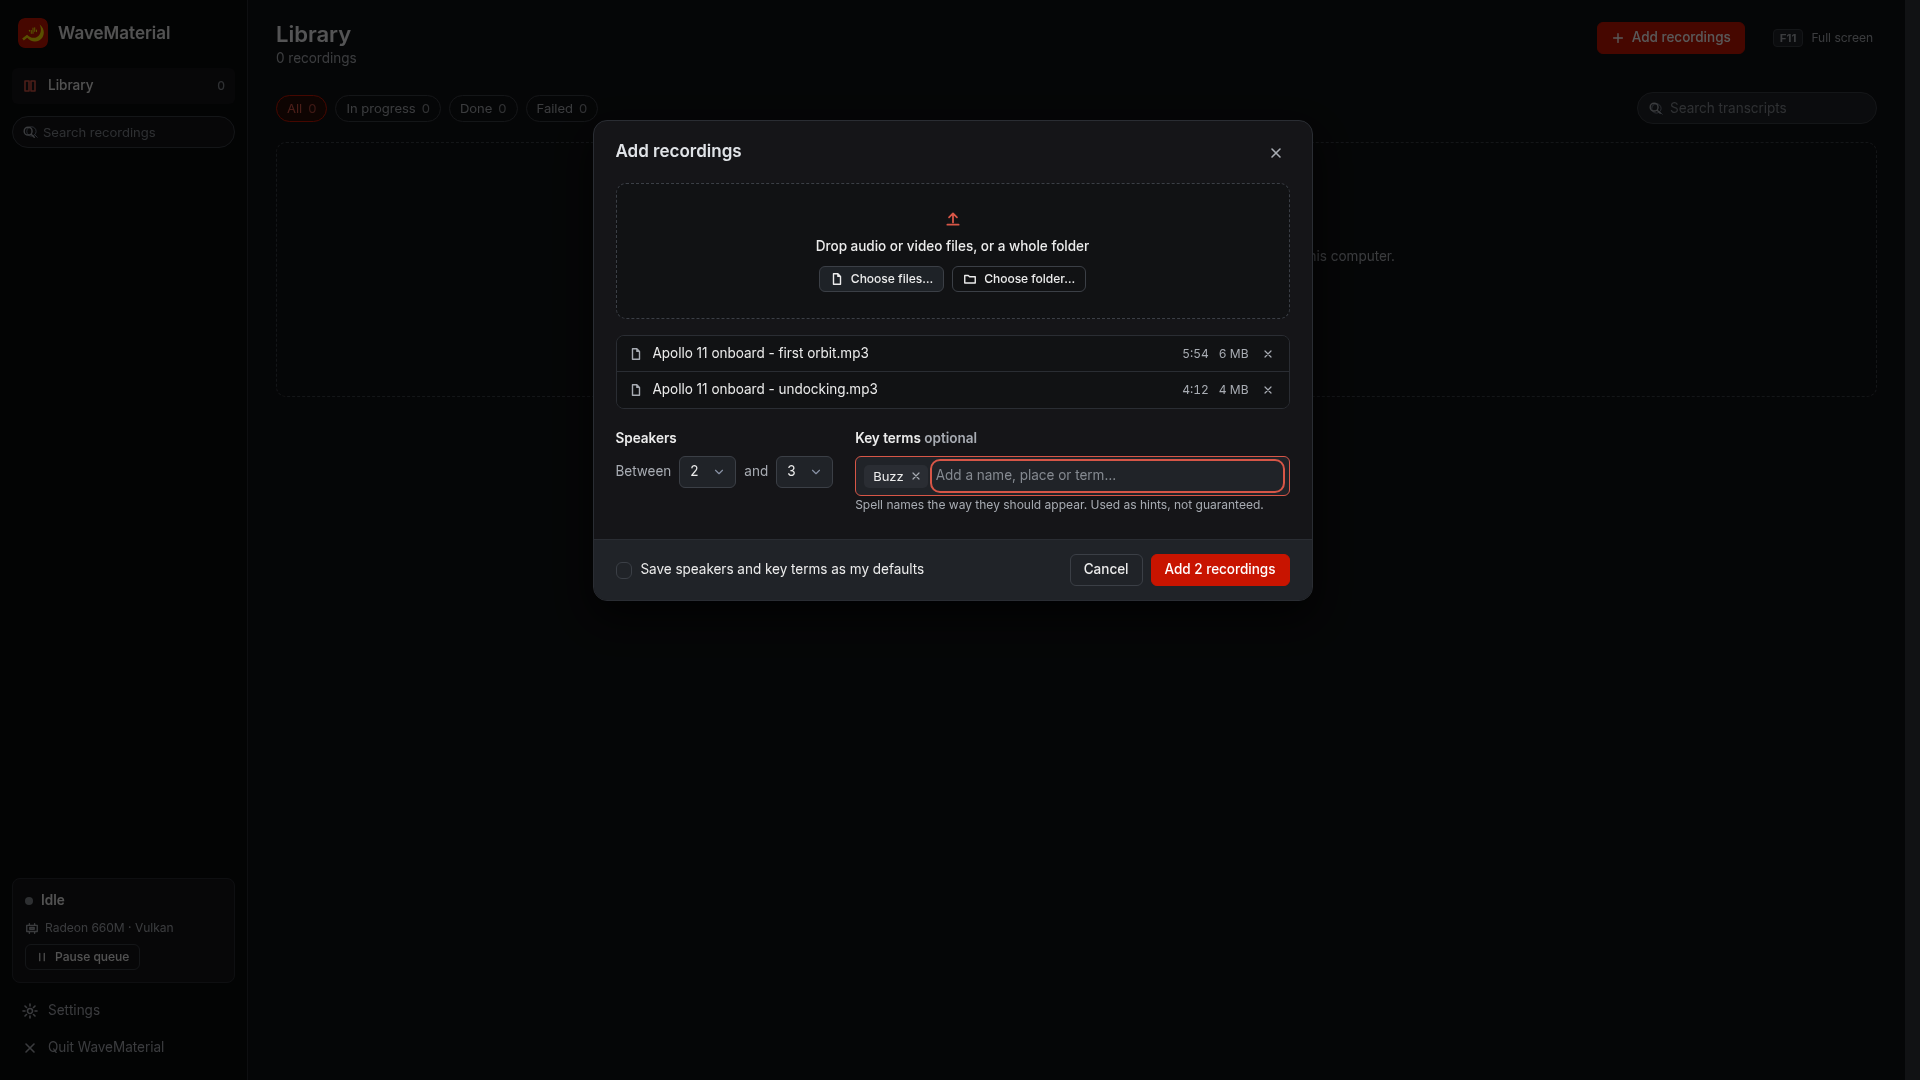 WaveMaterial
Library 0
Search recordings
Idle
Radeon 660M · Vulkan
Pause queue
Settings
Quit WaveMaterial
Library
0 recordings
Add recordings
F11 Full screen
All 0 In progress 0 Done 0 Failed 0
Search transcripts
computer.
Add recordings
Drop audio or video files, or a whole folder
Choose files... Choose folder...
Apollo 11 onboard - first orbit.mp3 5:54 6 MB
Apollo 11 onboard - undocking.mp3 4:12 4 MB
Speakers
Between 2 and 3
Key terms optional
Buzz Add a name, place or term...
Spell names the way they should appear. Used as hints, not guaranteed.
Save speakers and key terms as my defaults
Cancel Add 2 recordings